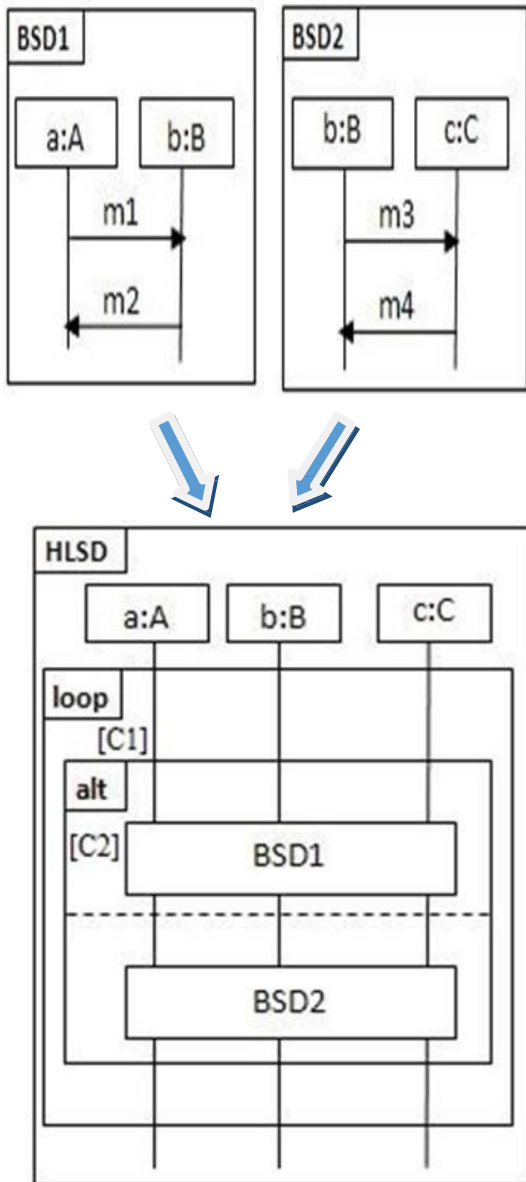 BSD1
a:A b:B
m1
m2
BSD2
b:B c:C
m3
m4
HLSD
a:A b:B c:C
loop
[C1]
alt
[C2] BSD1
BSD2